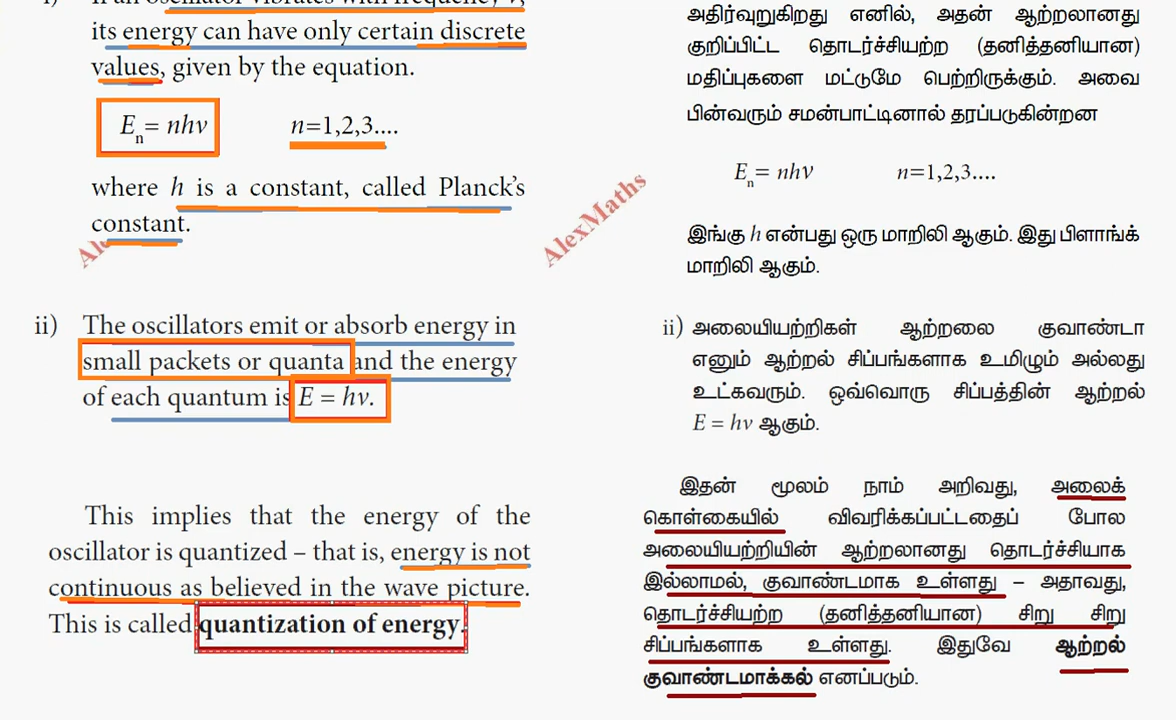 i) If an oscillator vibrates with frequency v,
its energy can have only certain discrete
values, given by the equation.
En = nhν n=1,2,3....
where h is a constant, called Planck's
constant.
Ale
ii) The oscillators emit or absorb energy in
small packets or quanta and the energy
of each quantum is E = hν.
This implies that the energy of the
oscillator is quantized – that is, energy is not
continuous as believed in the wave picture.
This is called quantization of energy.
அதிர்வுறுகிறது எனில், அதன் ஆற்றலானது
குறிப்பிட்ட தொடர்ச்சியற்ற (தனித்தனியான)
மதிப்புகளை மட்டுமே பெற்றிருக்கும். அவை
பின்வரும் சமன்பாட்டினால் தரப்படுகின்றன
En = nhν n=1,2,3....
AlexMaths
இங்கு h என்பது ஒரு மாறிலி ஆகும். இது பிளாங்க்
மாறிலி ஆகும்.
ii) அலையியற்றிகள் ஆற்றலை குவாண்டா
எனும் ஆற்றல் சிப்பங்களாக உமிழும் அல்லது
உட்கவரும். ஒவ்வொரு சிப்பத்தின் ஆற்றல்
E = hν ஆகும்.
இதன் மூலம் நாம் அறிவது, அலைக்
கொள்கையில் விவரிக்கப்பட்டதைப் போல
அலையியற்றியின் ஆற்றலானது தொடர்ச்சியாக
இல்லாமல், குவாண்டமாக உள்ளது – அதாவது,
தொடர்ச்சியற்ற (தனித்தனியான) சிறு சிறு
சிப்பங்களாக உள்ளது. இதுவே ஆற்றல்
குவாண்டமாக்கல் எனப்படும்.